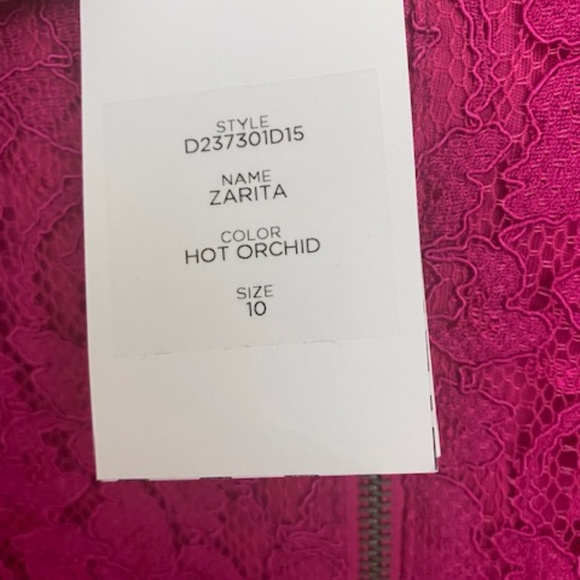 STYLE
D237301D15
NAME
ZARITA
COLOR
HOT ORCHID
SIZE
10